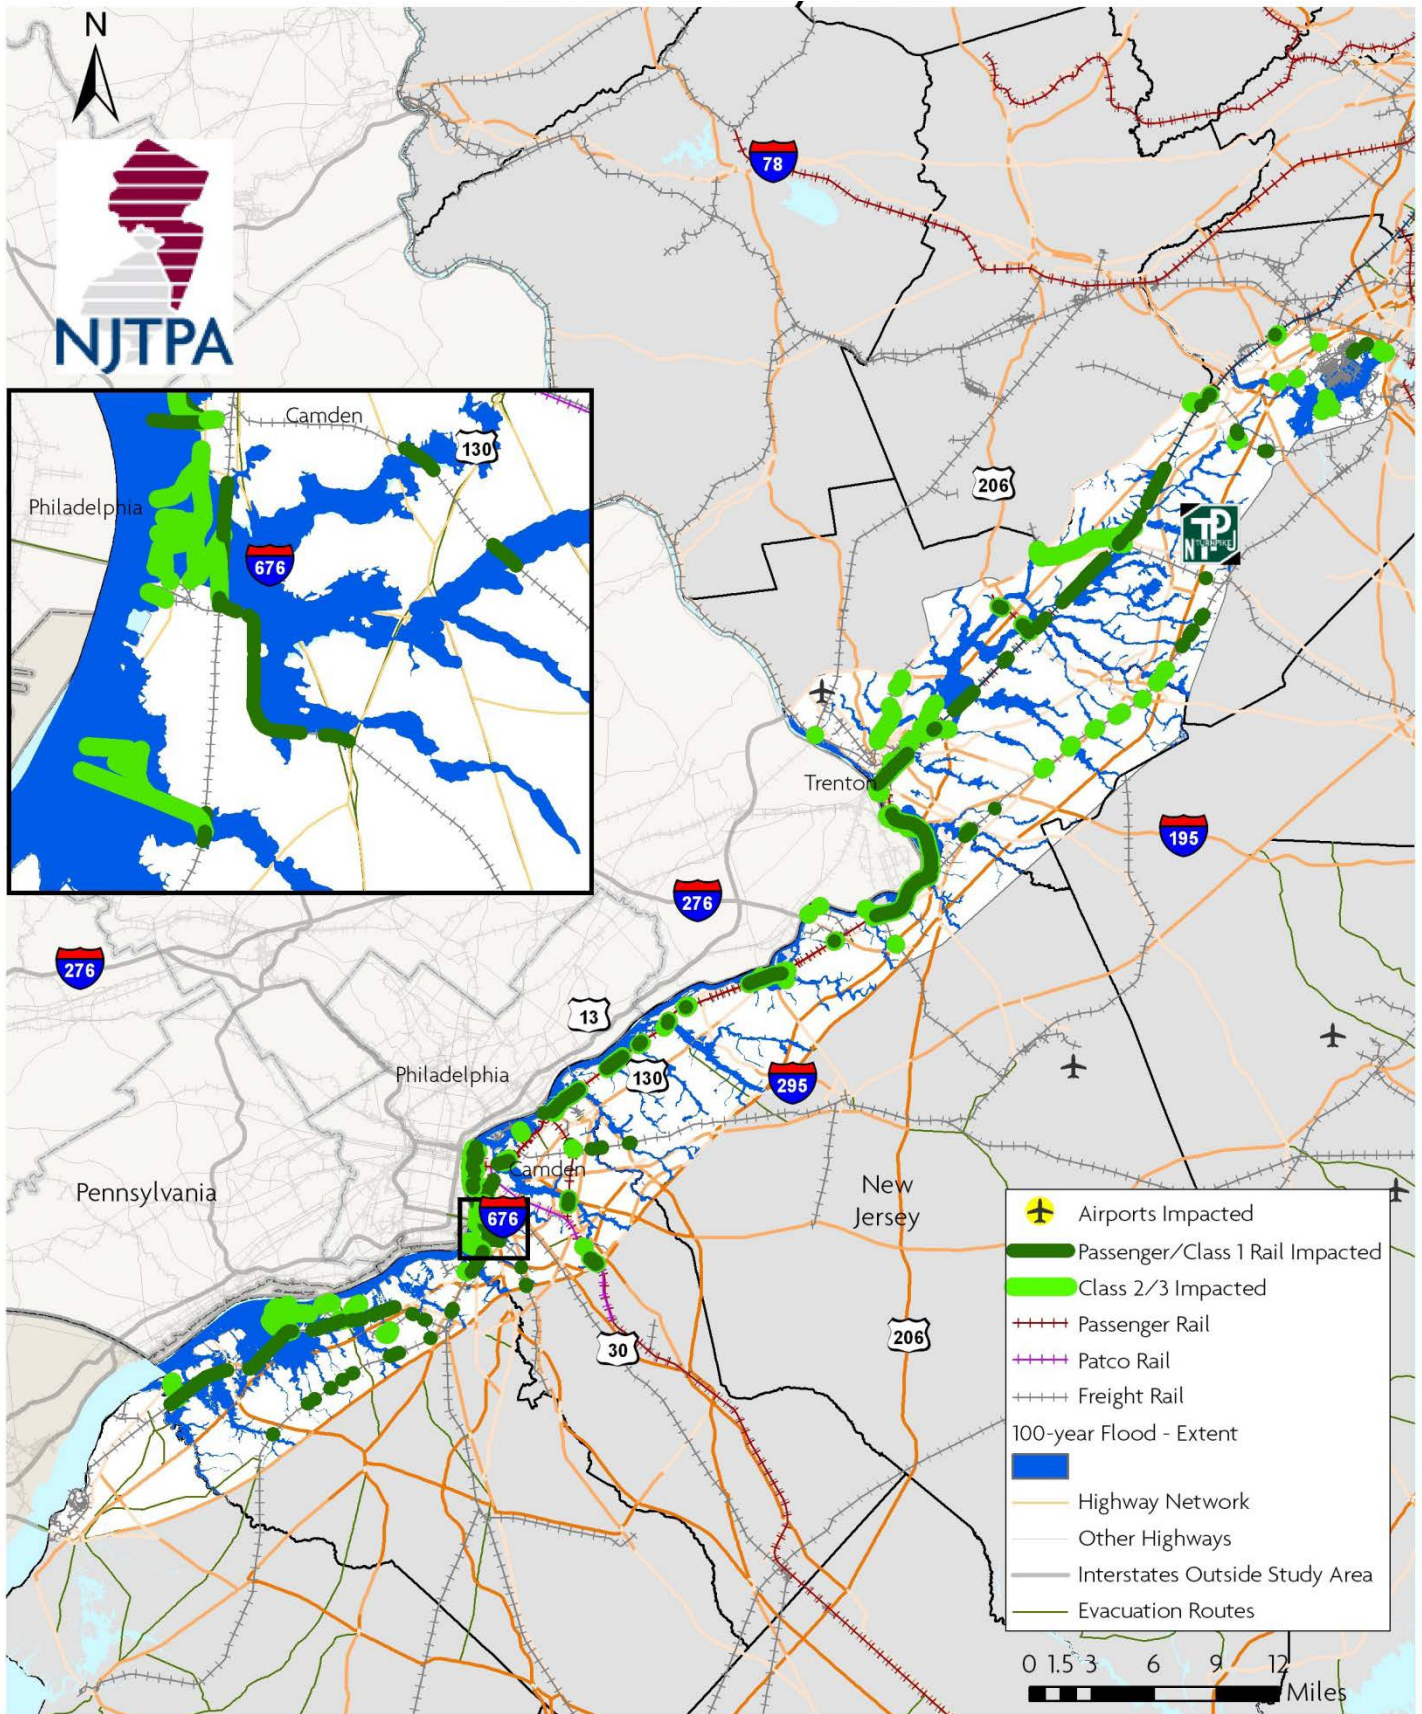 N
78
NJTPA
Camden
130
Philadelphia
676
206
TP
N TURNPIKE J
Trenton
195
276
276
13
130
Philadelphia
295
Camden
Pennsylvania
New
Jersey
676
30
206
Airports Impacted
Passenger/Class 1 Rail Impacted
Class 2/3 Impacted
Passenger Rail
Patco Rail
Freight Rail
100-year Flood - Extent
Highway Network
Other Highways
Interstates Outside Study Area
Evacuation Routes
0 1.5 3 6 9 12
Miles